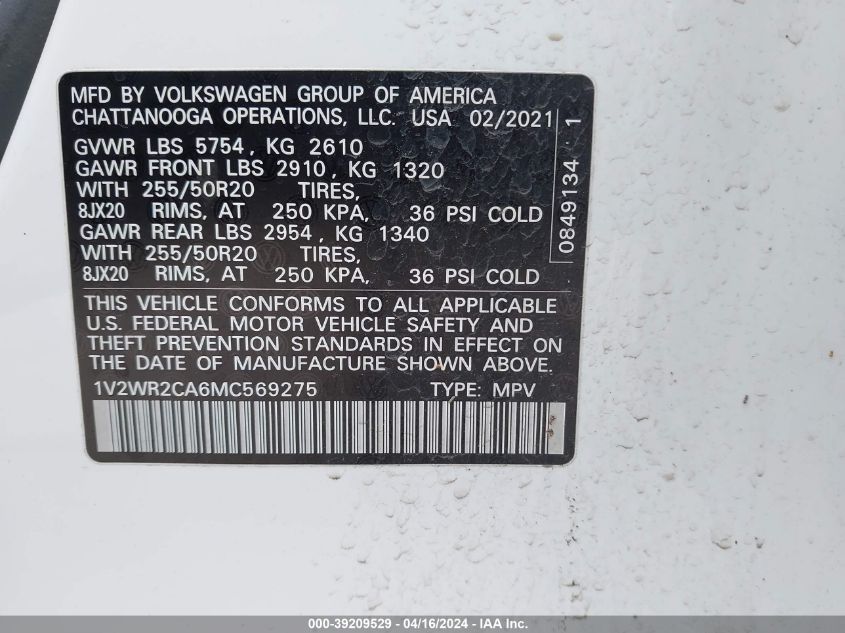 MFD BY VOLKSWAGEN GROUP OF AMERICA
CHATTANOOGA OPERATIONS, LLC. USA 02/2021
GVWR LBS 5754, KG 2610
GAWR FRONT LBS 2910, KG 1320
WITH 255/50R20 TIRES,
8JX20 RIMS, AT 250 KPA, 36 PSI COLD
GAWR REAR LBS 2954, KG 1340
WITH 255/50R20 TIRES,
8JX20 RIMS, AT 250 KPA, 36 PSI COLD
0849134 1
THIS VEHICLE CONFORMS TO ALL APPLICABLE
U.S. FEDERAL MOTOR VEHICLE SAFETY AND
THEFT PREVENTION STANDARDS IN EFFECT ON
THE DATE OF MANUFACTURE SHOWN ABOVE.
1V2WR2CA6MC569275 TYPE: MPV
000-39209529 - 04/16/2024 - IAA Inc.